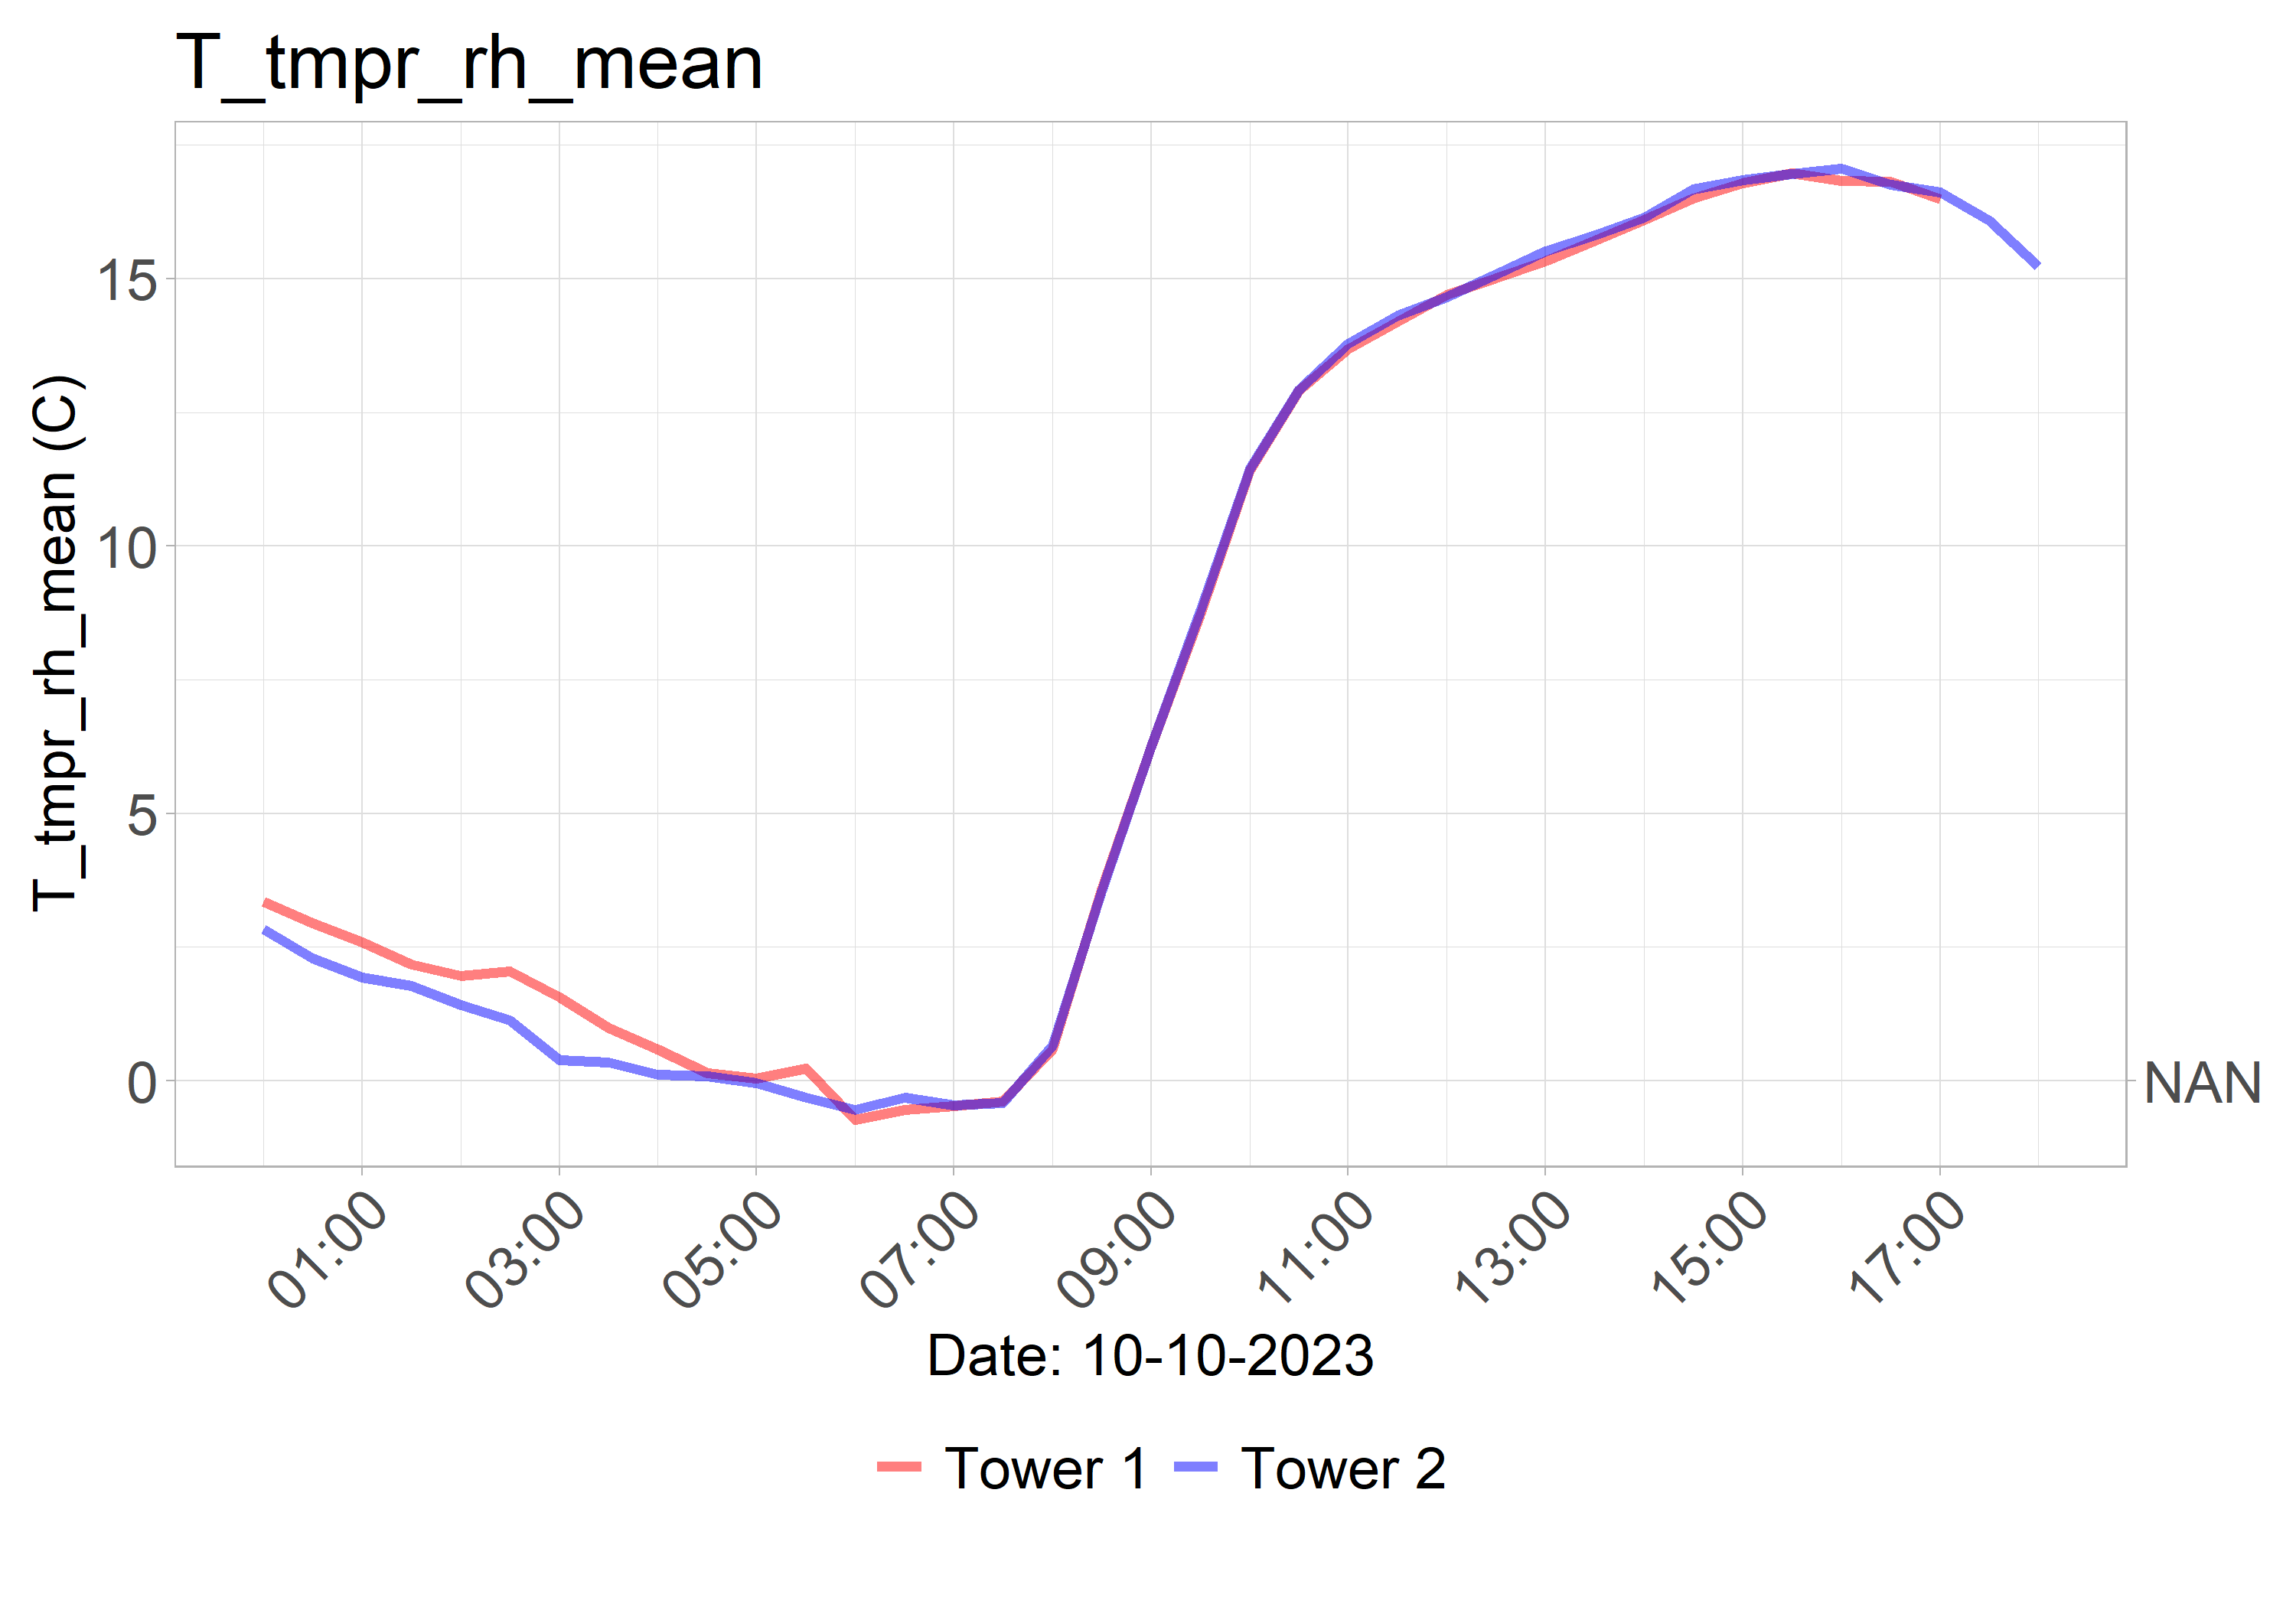 T_tmpr_rh_mean
T_tmpr_rh_mean (C)
15
10
5
0
NAN
01:00
03:00
05:00
07:00
09:00
11:00
13:00
15:00
17:00
Date: 10-10-2023
Tower 1
Tower 2